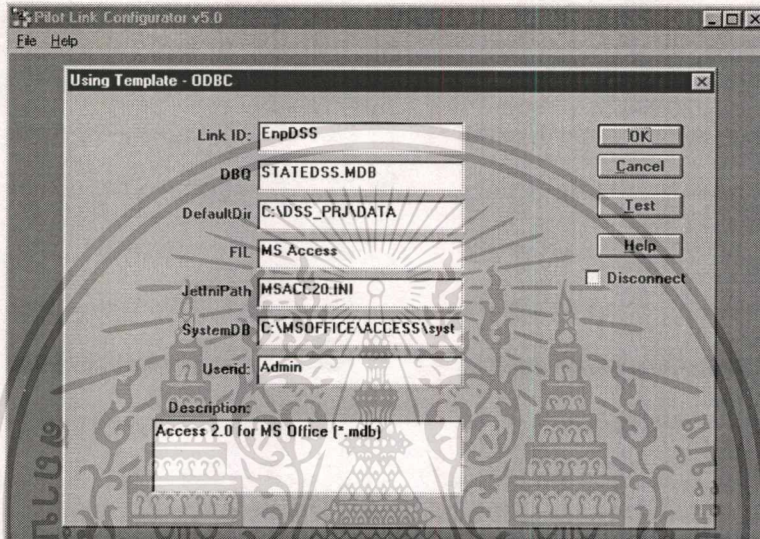 Pilot Link Configurator v5.0
File Help
Using Template - ODBC
Link ID: EnpDSS
DBQ STATEDSS.MDB
DefaultDir C:\DSS_PRJ\DATA
FIL MS Access
JetIniPath MSACC20.INI
SystemDB C:\MSOFFICE\ACCESS\syst
Userid: Admin
Description:
Access 2.0 for MS Office (*.mdb)
OK
Cancel
Test
Help
Disconnect